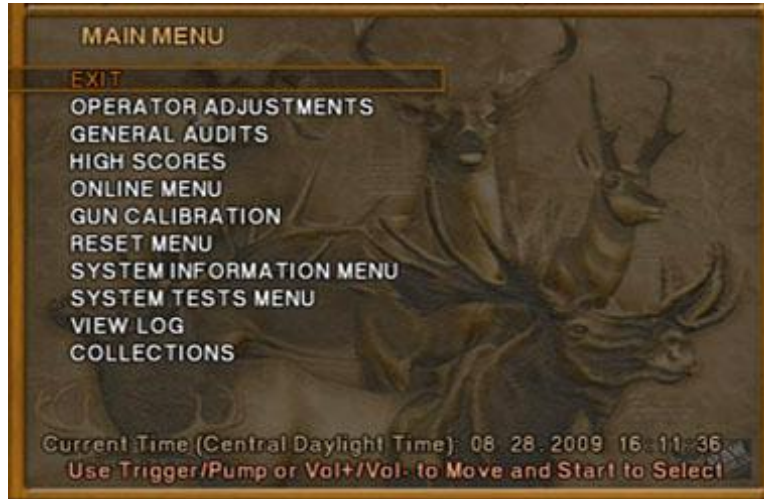 MAIN MENU
EXIT
OPERATOR ADJUSTMENTS
GENERAL AUDITS
HIGH SCORES
ONLINE MENU
GUN CALIBRATION
RESET MENU
SYSTEM INFORMATION MENU
SYSTEM TESTS MENU
VIEW LOG
COLLECTIONS
Current Time (Central Daylight Time): 08-28-2009 16:11:36
Use Trigger/Pump or Vol+/Vol- to Move and Start to Select